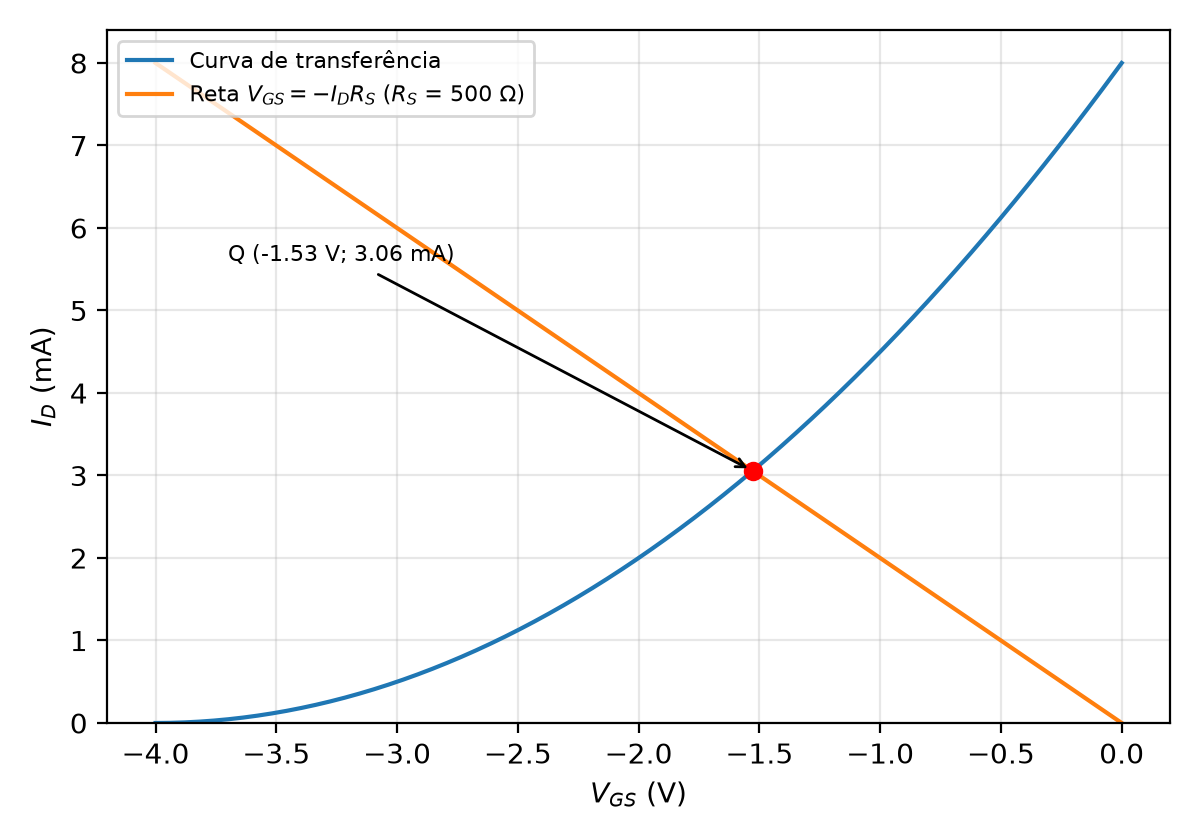 Curva de transferência
Reta V_GS = −I_D R_S (R_S = 500 Ω)
Q (-1.53 V; 3.06 mA)
I_D (mA)
8
7
6
5
4
3
2
1
0
−4.0 −3.5 −3.0 −2.5 −2.0 −1.5 −1.0 −0.5 0.0
V_GS (V)